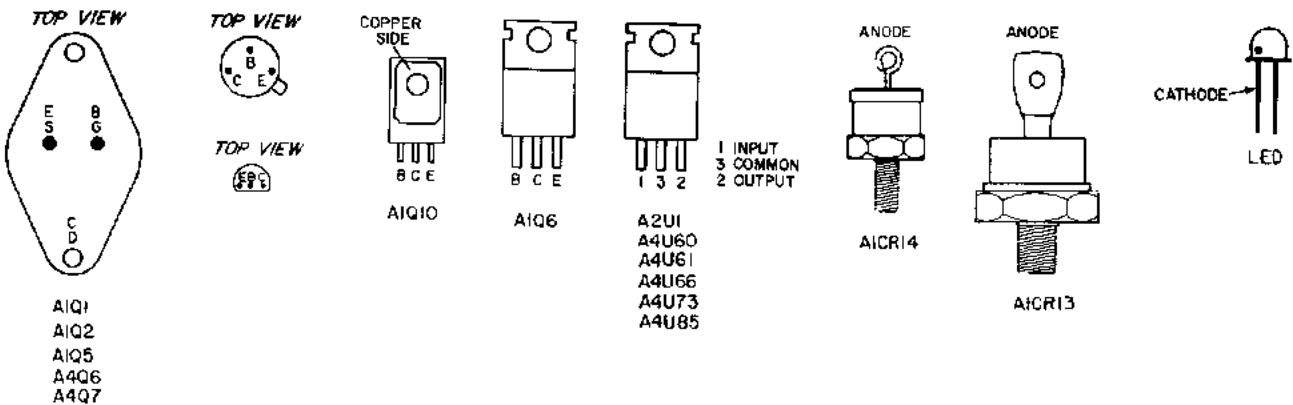 TOP VIEW
E
S
B
G
C
D
A1Q1
A1Q2
A1Q5
A4Q6
A4Q7
TOP VIEW
B
C E
TOP VIEW
EBC
COPPER
SIDE
B C E
A1Q10
B C E
A1Q6
1 3 2
1 INPUT
3 COMMON
2 OUTPUT
A2U1
A4U60
A4U61
A4U66
A4U73
A4U85
ANODE
A1CR14
ANODE
A1CR13
CATHODE
LED